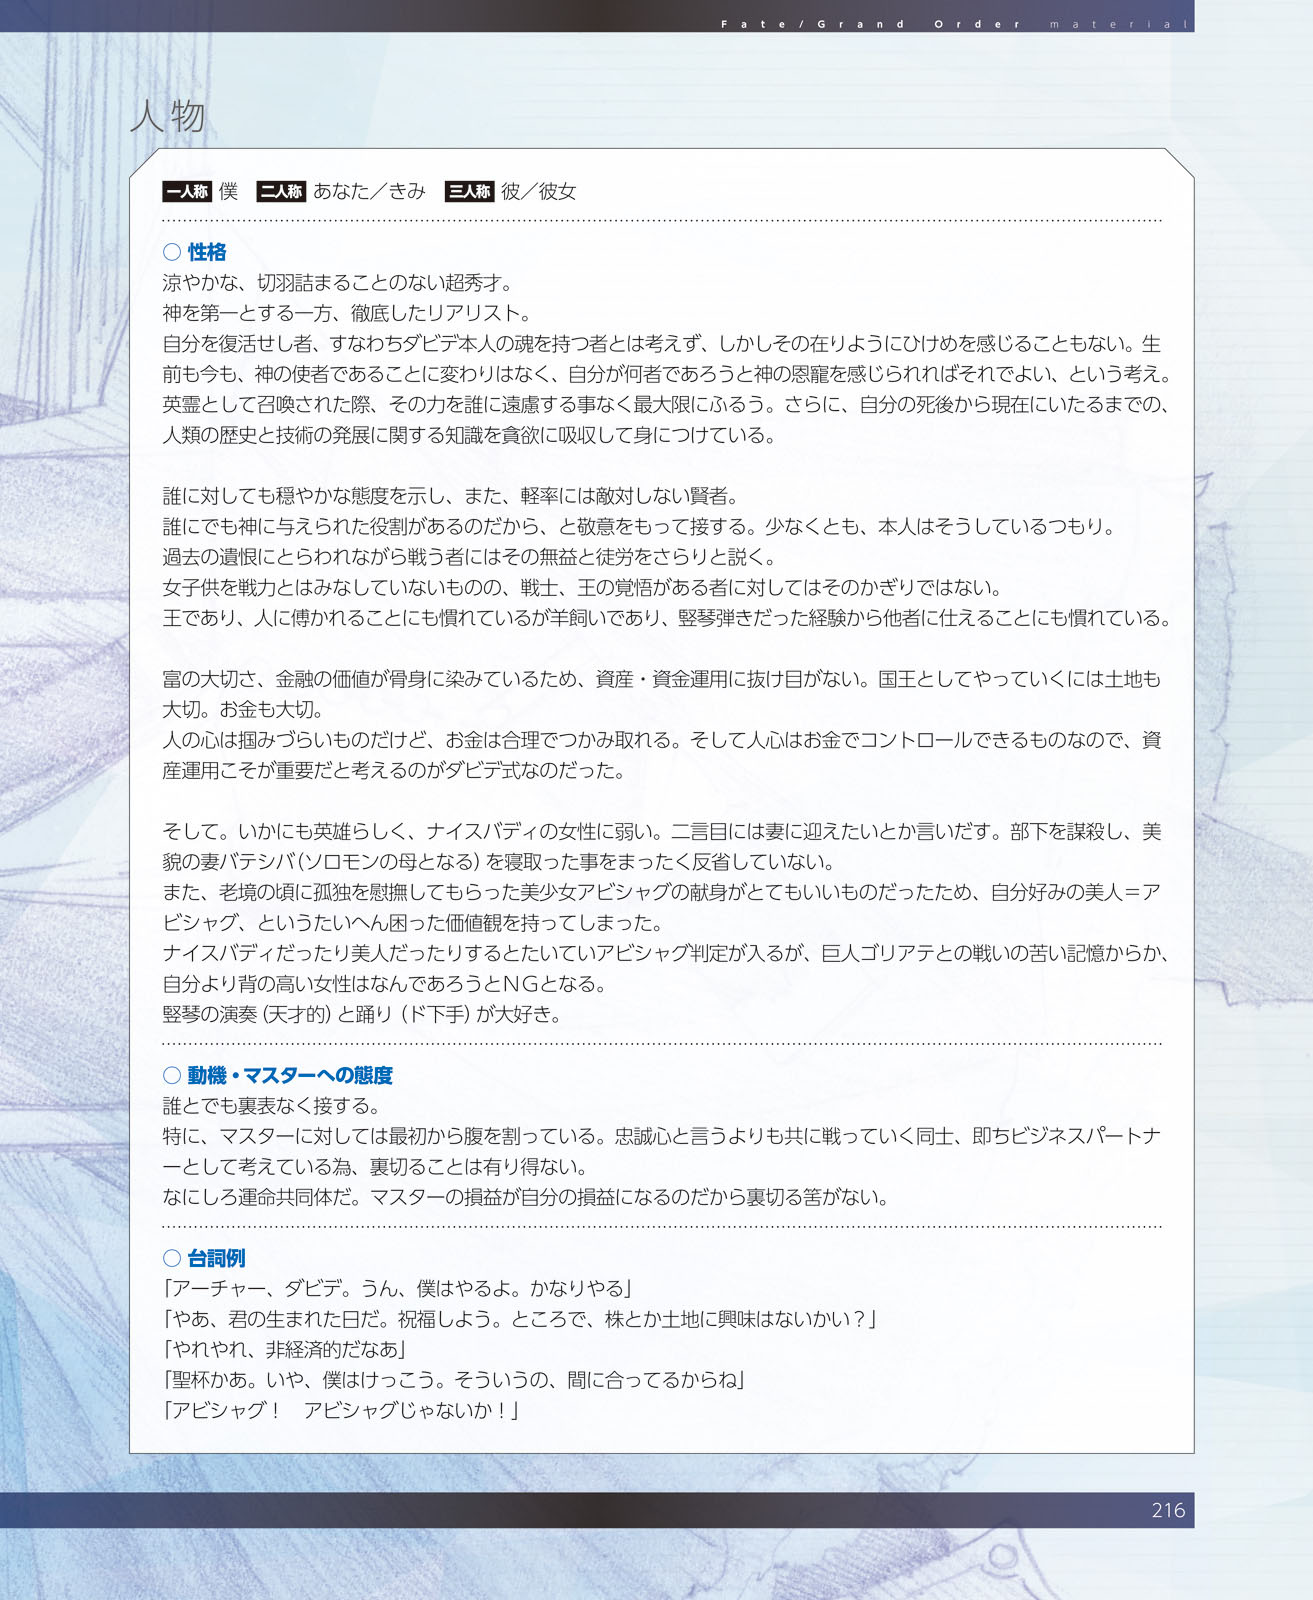 Fate/Grand Order material
人物
一人称 僕 二人称 あなた／きみ 三人称 彼／彼女
○ 性格
涼やかな、切羽詰まることのない超秀才。
神を第一とする一方、徹底したリアリスト。
自分を復活せし者、すなわちダビデ本人の魂を持つ者とは考えず、しかしその在りようにひけめを感じることもない。生
前も今も、神の使者であることに変わりはなく、自分が何者であろうと神の恩寵を感じられればそれでよい、という考え。
英霊として召喚された際、その力を誰に遠慮する事なく最大限にふるう。さらに、自分の死後から現在にいたるまでの、
人類の歴史と技術の発展に関する知識を貪欲に吸収して身につけている。
誰に対しても穏やかな態度を示し、また、軽率には敵対しない賢者。
誰にでも神に与えられた役割があるのだから、と敬意をもって接する。少なくとも、本人はそうしているつもり。
過去の遺恨にとらわれながら戦う者にはその無益と徒労をさらりと説く。
女子供を戦力とはみなしていないものの、戦士、王の覚悟がある者に対してはそのかぎりではない。
王であり、人に傅かれることにも慣れているが羊飼いであり、竪琴弾きだった経験から他者に仕えることにも慣れている。
富の大切さ、金融の価値が骨身に染みているため、資産・資金運用に抜け目がない。国王としてやっていくには土地も
大切。お金も大切。
人の心は掴みづらいものだけど、お金は合理でつかみ取れる。そして人心はお金でコントロールできるものなので、資
産運用こそが重要だと考えるのがダビデ式なのだった。
そして。いかにも英雄らしく、ナイスバディの女性に弱い。二言目には妻に迎えたいとか言いだす。部下を謀殺し、美
貌の妻バテシバ（ソロモンの母となる）を寝取った事をまったく反省していない。
また、老境の頃に孤独を慰撫してもらった美少女アビシャグの献身がとてもいいものだったため、自分好みの美人＝ア
ビシャグ、というたいへん困った価値観を持ってしまった。
ナイスバディだったり美人だったりするとたいていアビシャグ判定が入るが、巨人ゴリアテとの戦いの苦い記憶からか、
自分より背の高い女性はなんであろうとＮＧとなる。
竪琴の演奏（天才的）と踊り（ド下手）が大好き。
○ 動機・マスターへの態度
誰とでも裏表なく接する。
特に、マスターに対しては最初から腹を割っている。忠誠心と言うよりも共に戦っていく同士、即ちビジネスパートナ
ーとして考えている為、裏切ることは有り得ない。
なにしろ運命共同体だ。マスターの損益が自分の損益になるのだから裏切る筈がない。
○ 台詞例
「アーチャー、ダビデ。うん、僕はやるよ。かなりやる」
「やあ、君の生まれた日だ。祝福しよう。ところで、株とか土地に興味はないかい？」
「やれやれ、非経済的だなあ」
「聖杯かあ。いや、僕はけっこう。そういうの、間に合ってるからね」
「アビシャグ！　アビシャグじゃないか！」
216